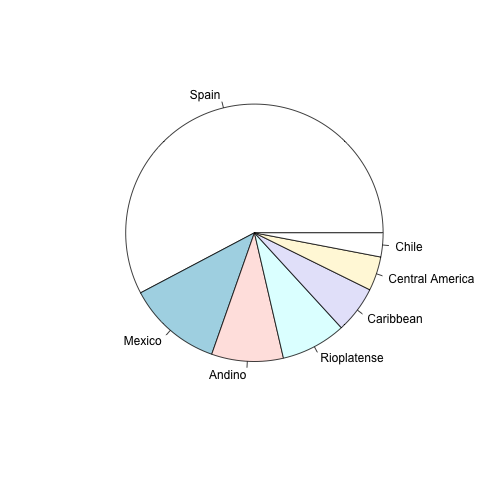 Spain
Chile
Central America
Caribbean
Mexico
Rioplatense
Andino